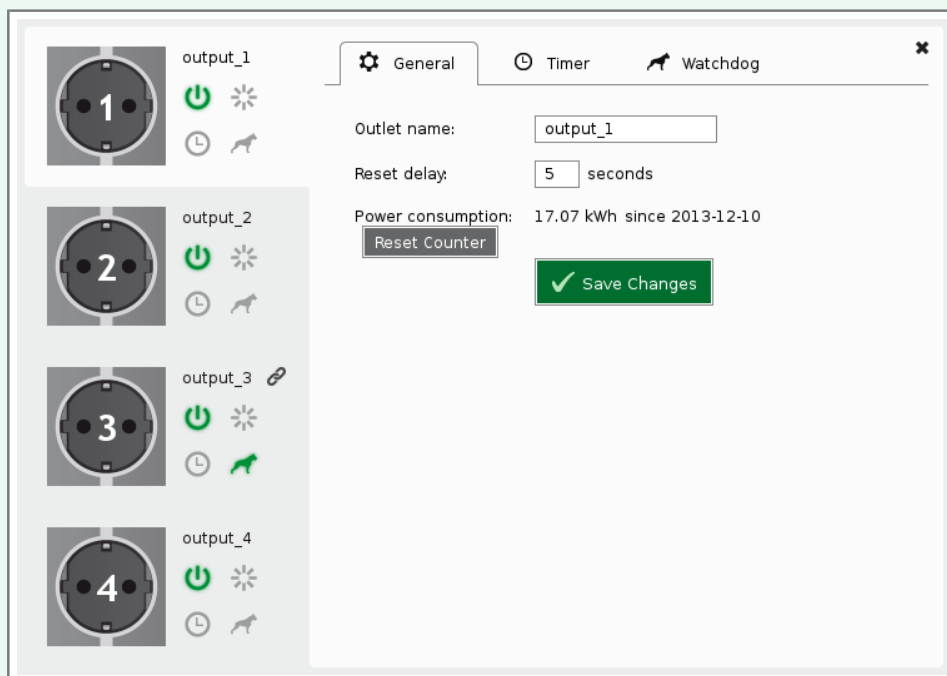 output_1
1
output_2
2
output_3
3
output_4
4
General Timer Watchdog
Outlet name: output_1
Reset delay: 5 seconds
Power consumption: 17.07 kWh since 2013-12-10
Reset Counter
Save Changes